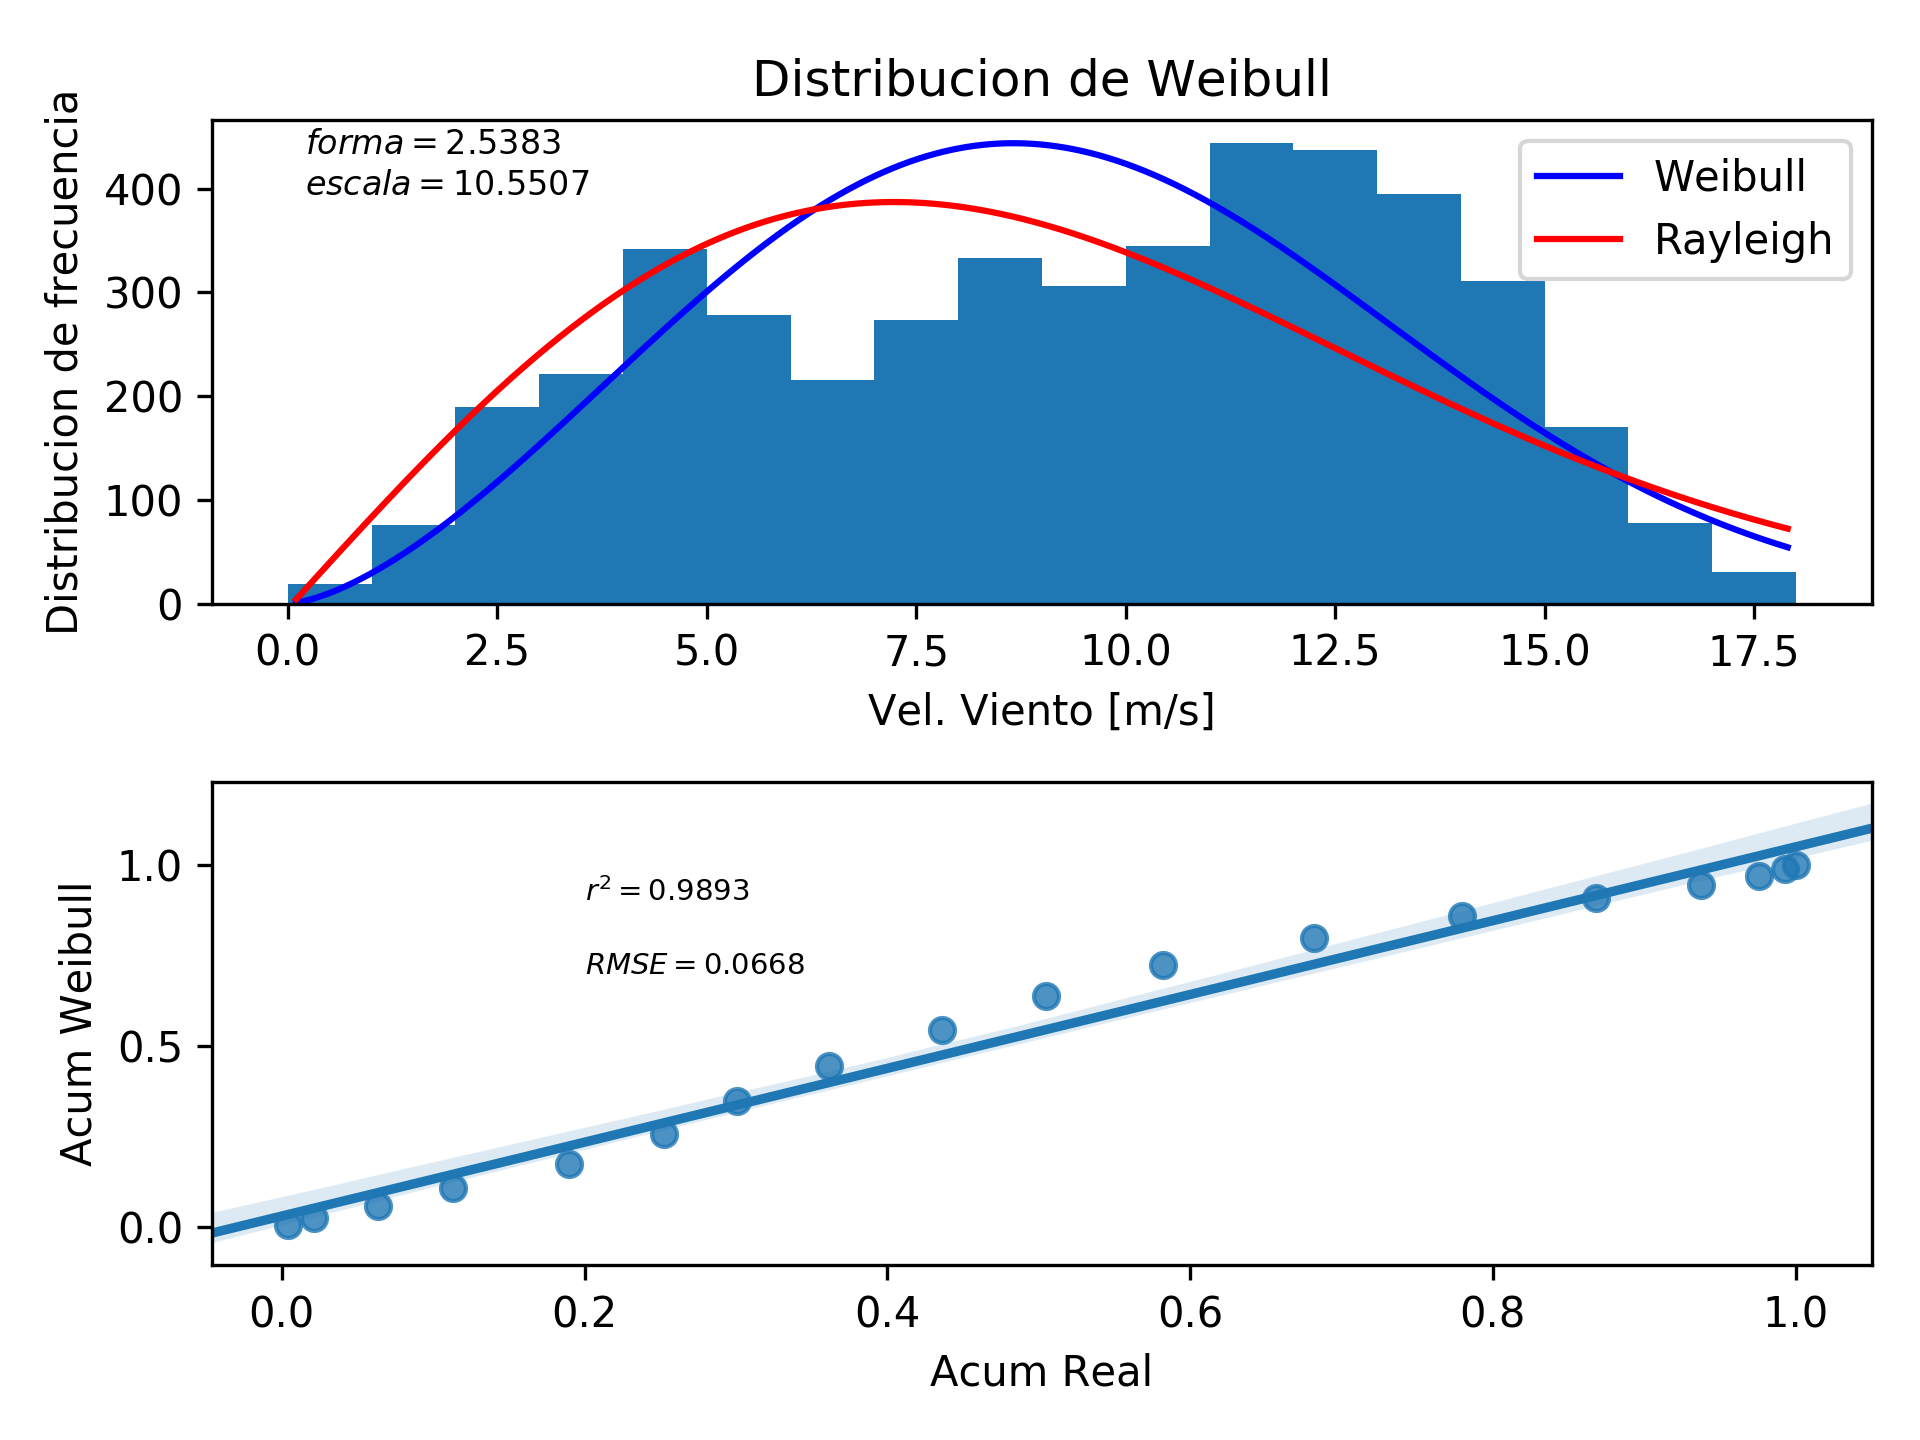 Distribucion de Weibull
Distribucion de frecuencia
forma = 2.5383
escala = 10.5507
Weibull
Rayleigh
400
300
200
100
0
0.0 2.5 5.0 7.5 10.0 12.5 15.0 17.5
Vel. Viento [m/s]
Acum Weibull
1.0
0.5
0.0
r² = 0.9893
RMSE = 0.0668
0.0 0.2 0.4 0.6 0.8 1.0
Acum Real